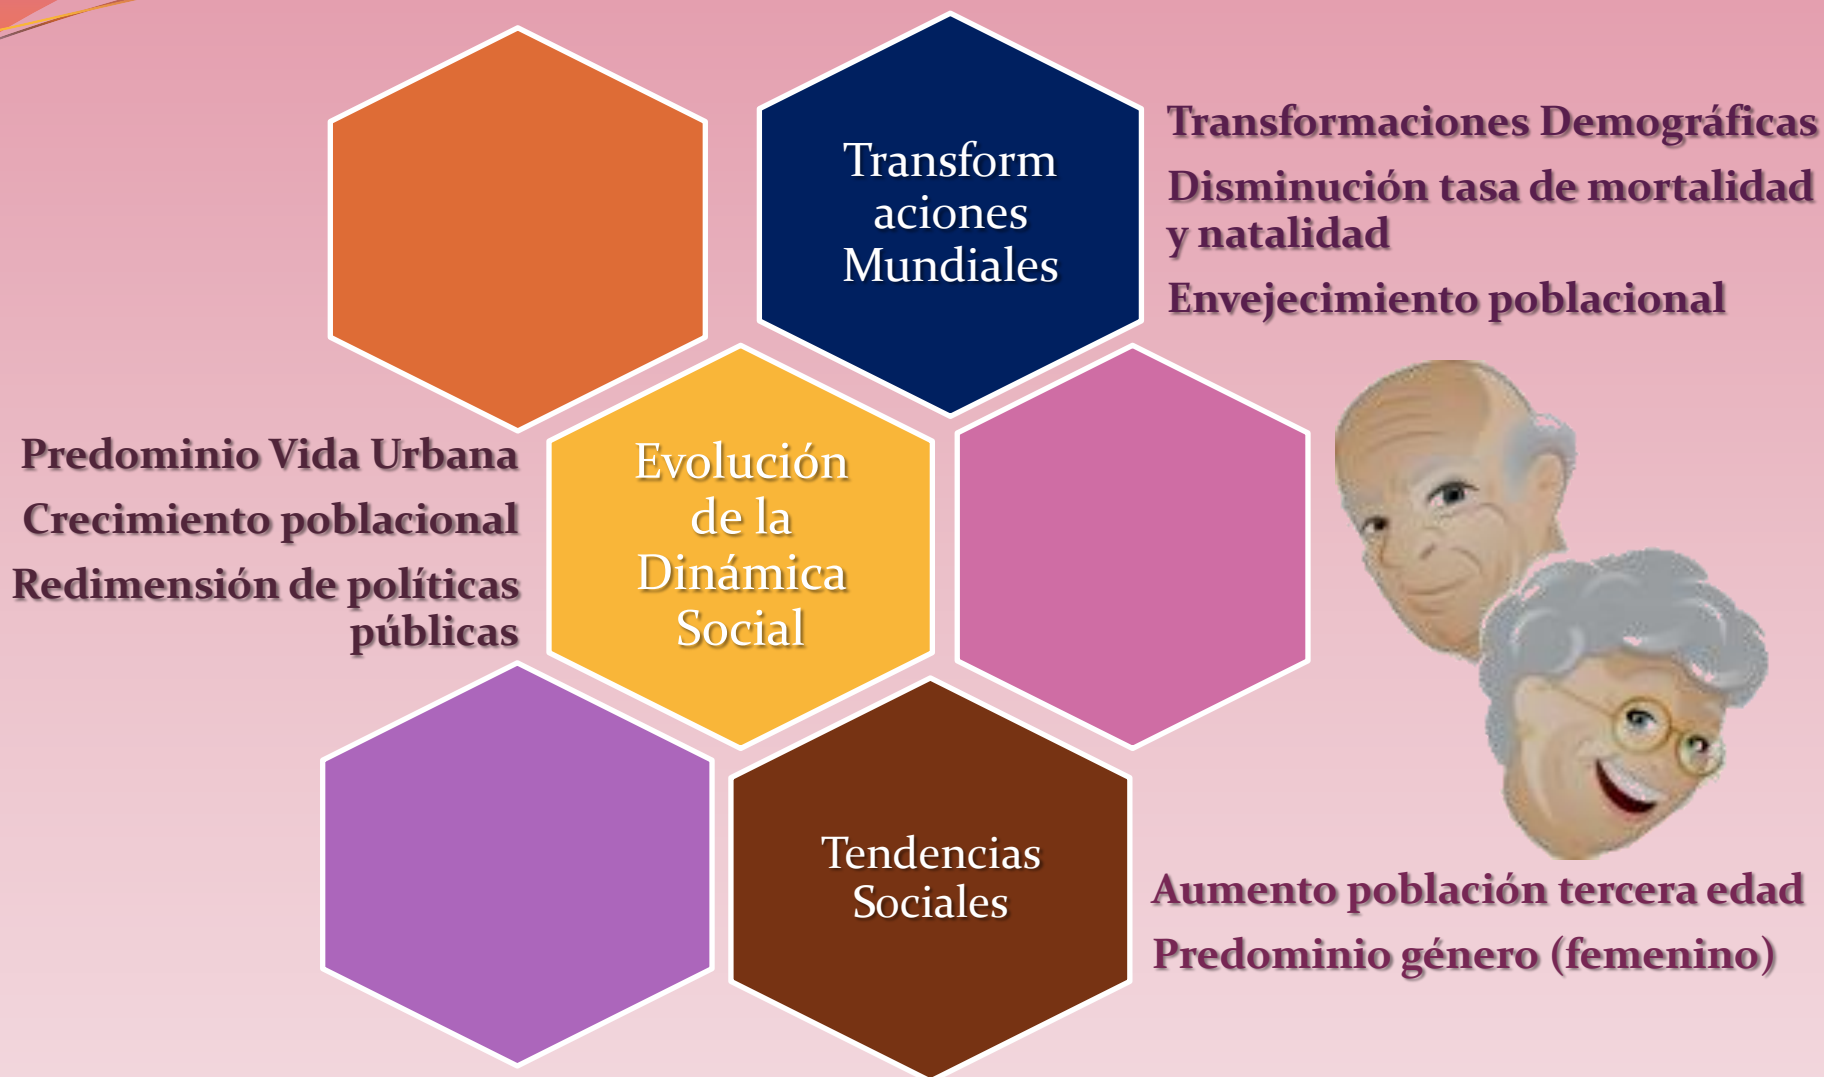 Transform
aciones
Mundiales
Transformaciones Demográficas
Disminución tasa de mortalidad
y natalidad
Envejecimiento poblacional
Evolución
de la
Dinámica
Social
Predominio Vida Urbana
Crecimiento poblacional
Redimensión de políticas
públicas
Tendencias
Sociales
Aumento población tercera edad
Predominio género (femenino)